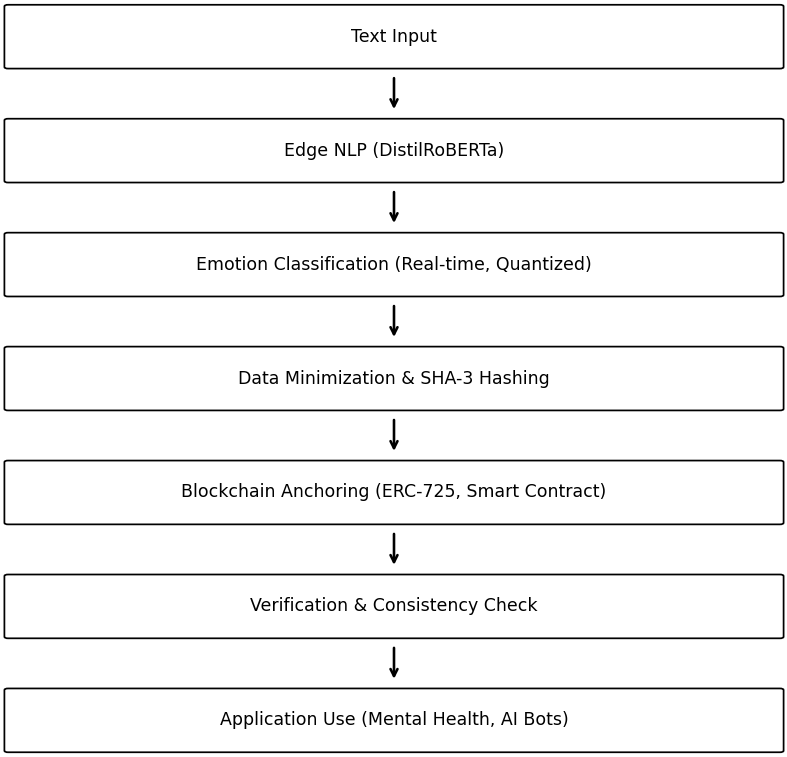 Text Input
Edge NLP (DistilRoBERTa)
Emotion Classification (Real-time, Quantized)
Data Minimization & SHA-3 Hashing
Blockchain Anchoring (ERC-725, Smart Contract)
Verification & Consistency Check
Application Use (Mental Health, AI Bots)